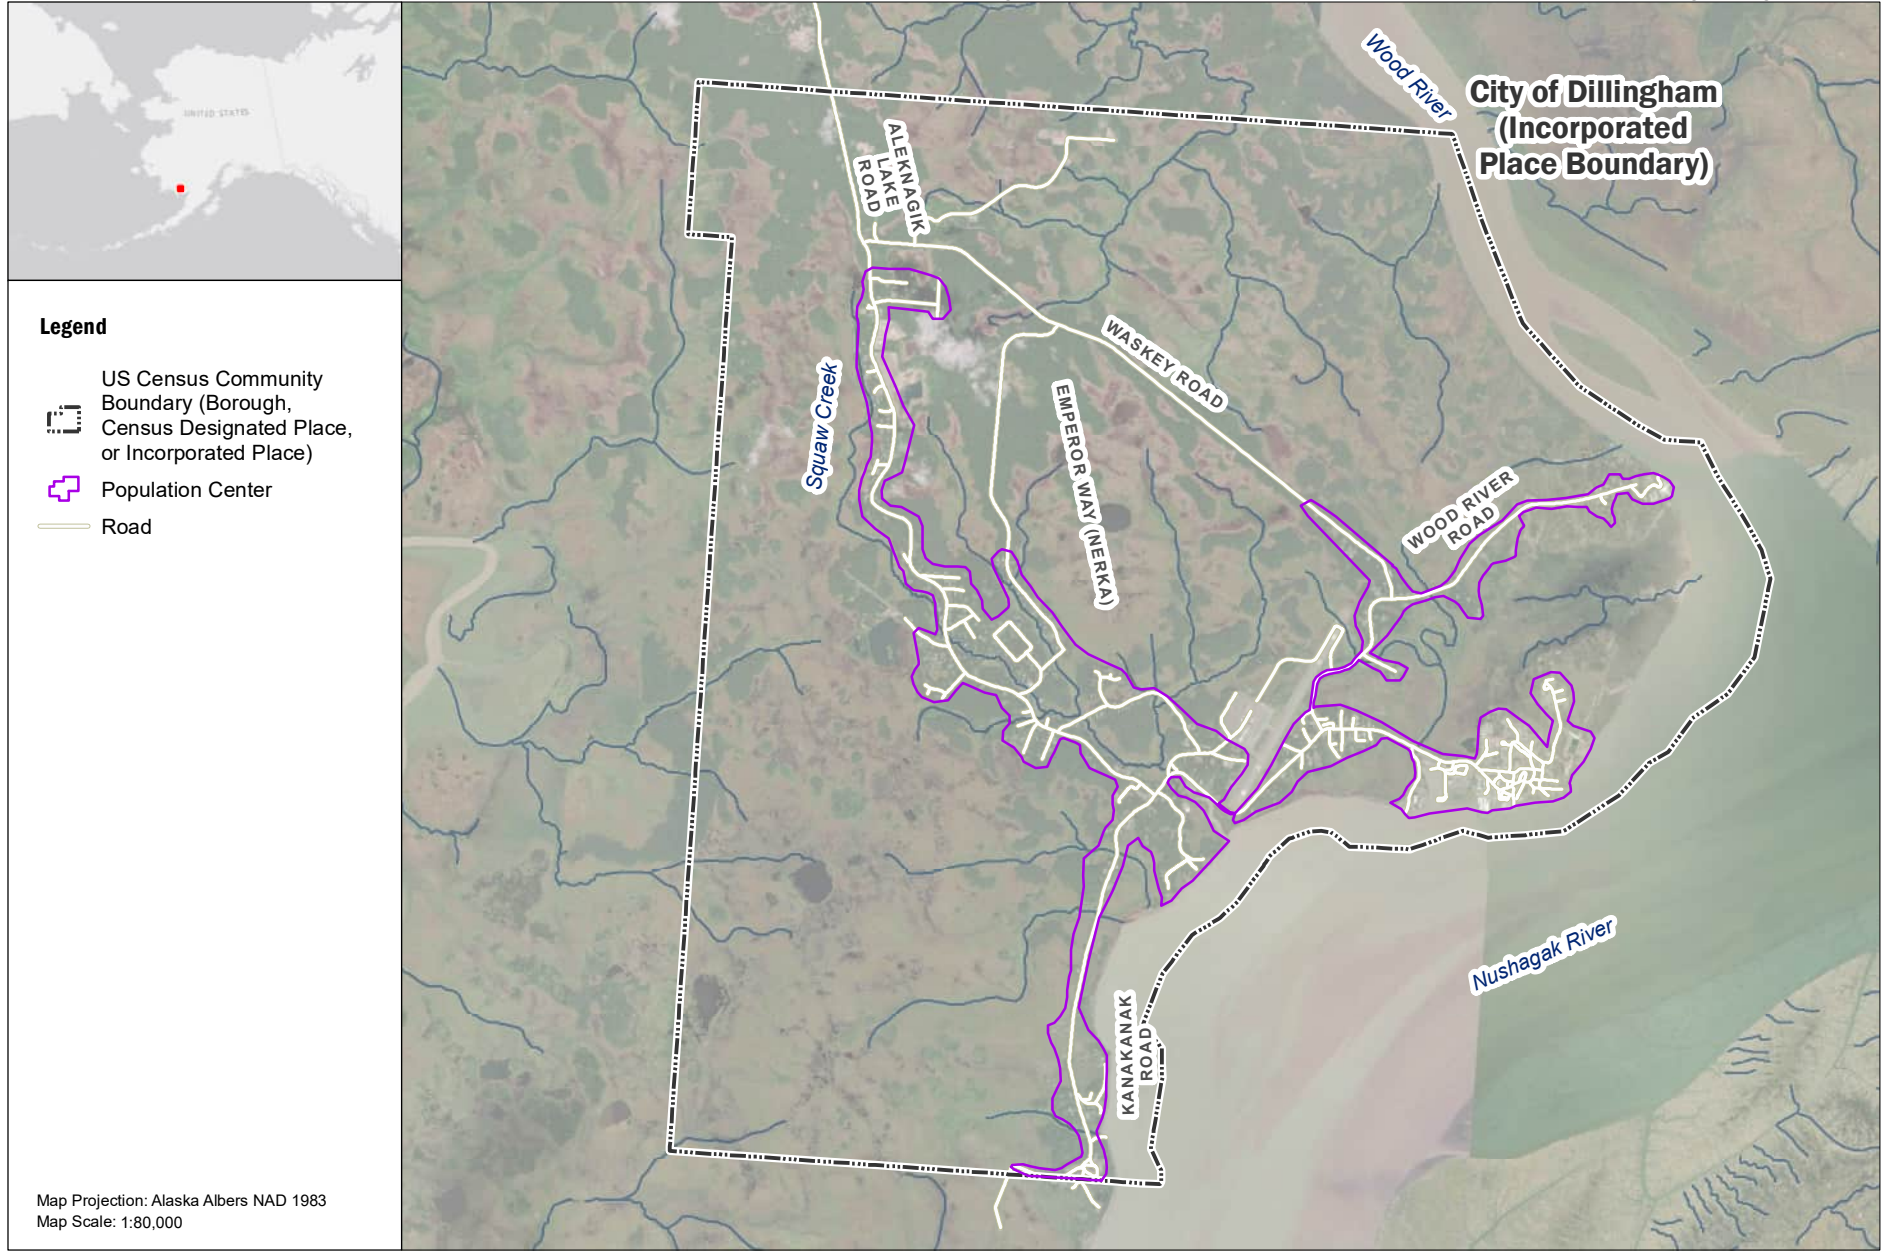 UNITED STATES
Legend
US Census Community
Boundary (Borough,
Census Designated Place,
or Incorporated Place)
Population Center
Road
Map Projection: Alaska Albers NAD 1983
Map Scale: 1:80,000
Wood River
City of Dillingham
(Incorporated
Place Boundary)
ALEKNAGIK
LAKE
ROAD
WASKEY ROAD
Squaw Creek
EMPEROR WAY (NERKA)
WOOD RIVER
ROAD
Nushagak River
KANAKANAK
ROAD